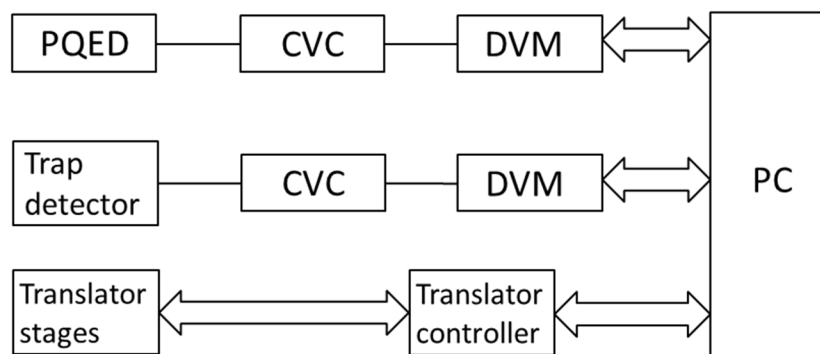 PQED
CVC
DVM
Trap
detector
CVC
DVM
PC
Translator
stages
Translator
controller